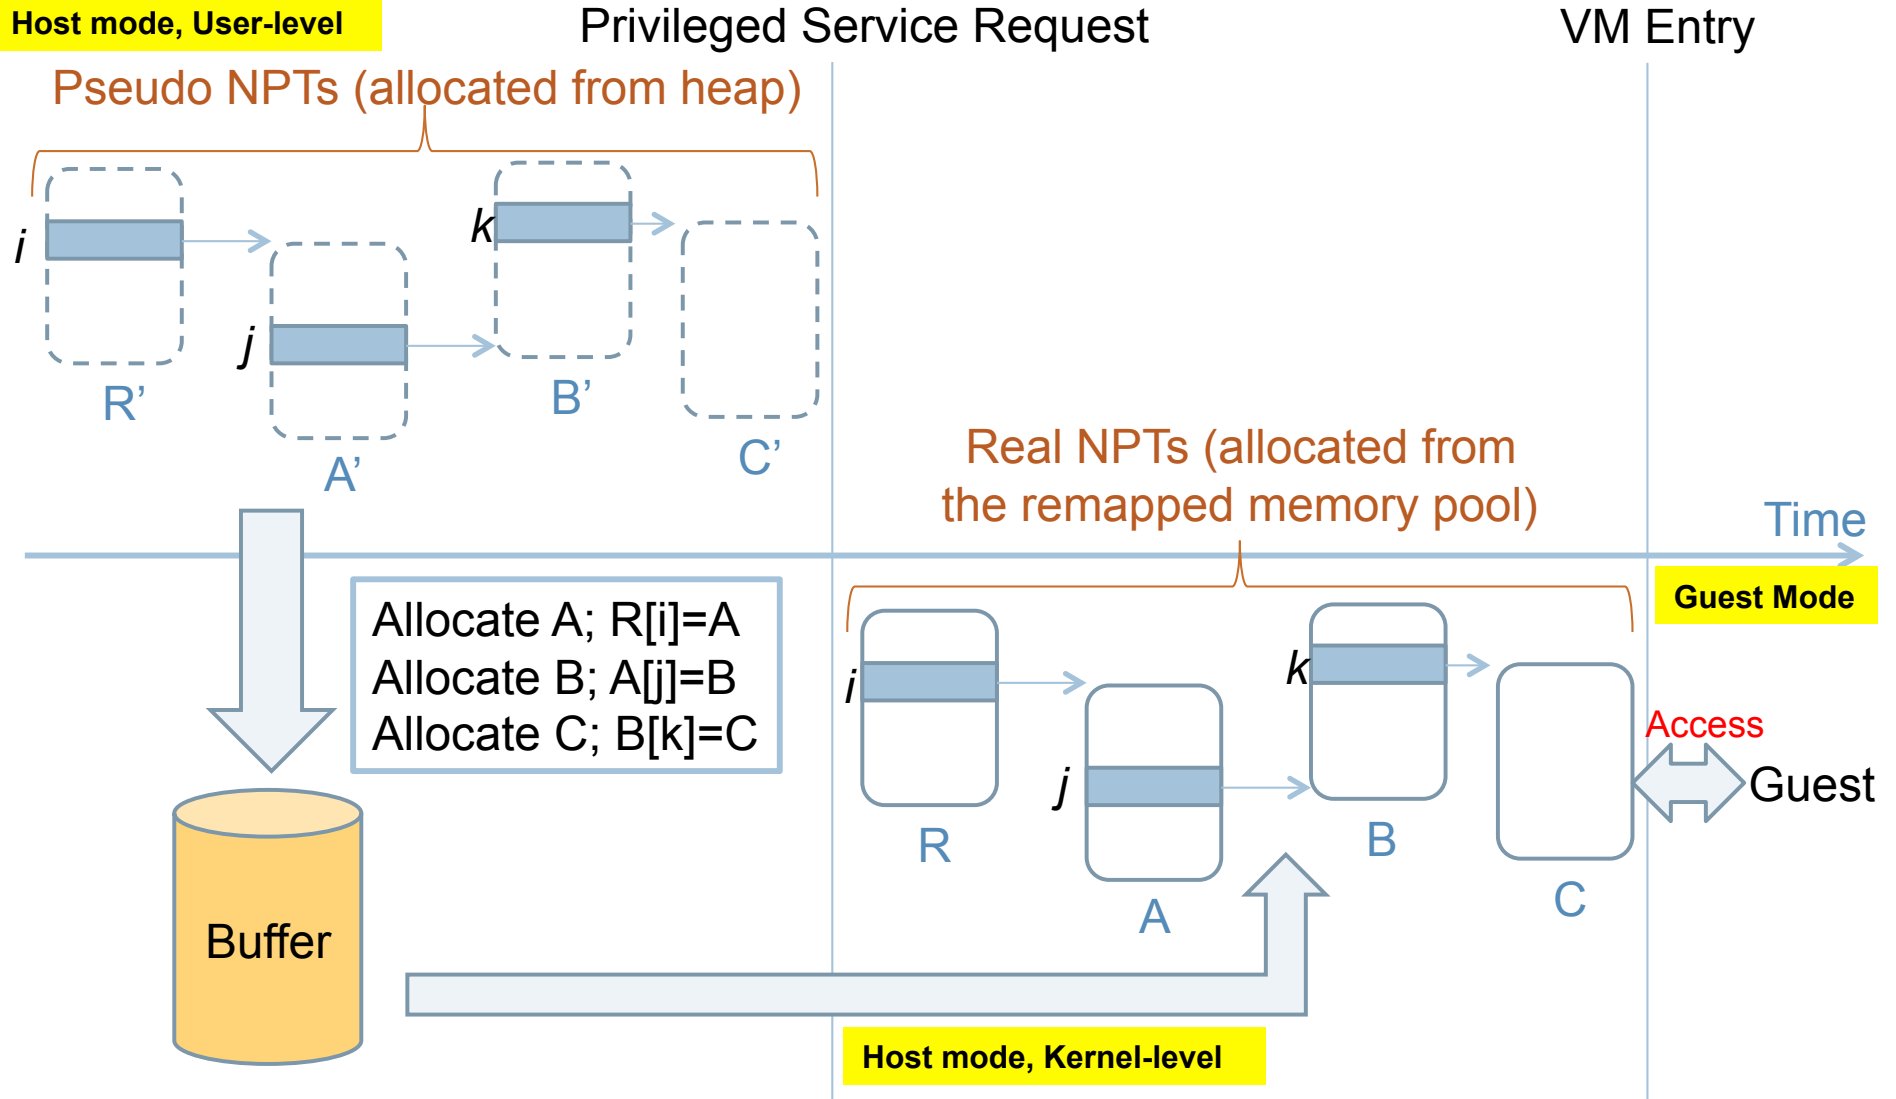 Host mode, User-level
Privileged Service Request
VM Entry
Pseudo NPTs (allocated from heap)
i
j
k
R’
A’
B’
C’
Real NPTs (allocated from
the remapped memory pool)
Time
Guest Mode
Allocate A; R[i]=A
Allocate B; A[j]=B
Allocate C; B[k]=C
i
j
k
R
A
B
C
Access
Guest
Buffer
Host mode, Kernel-level